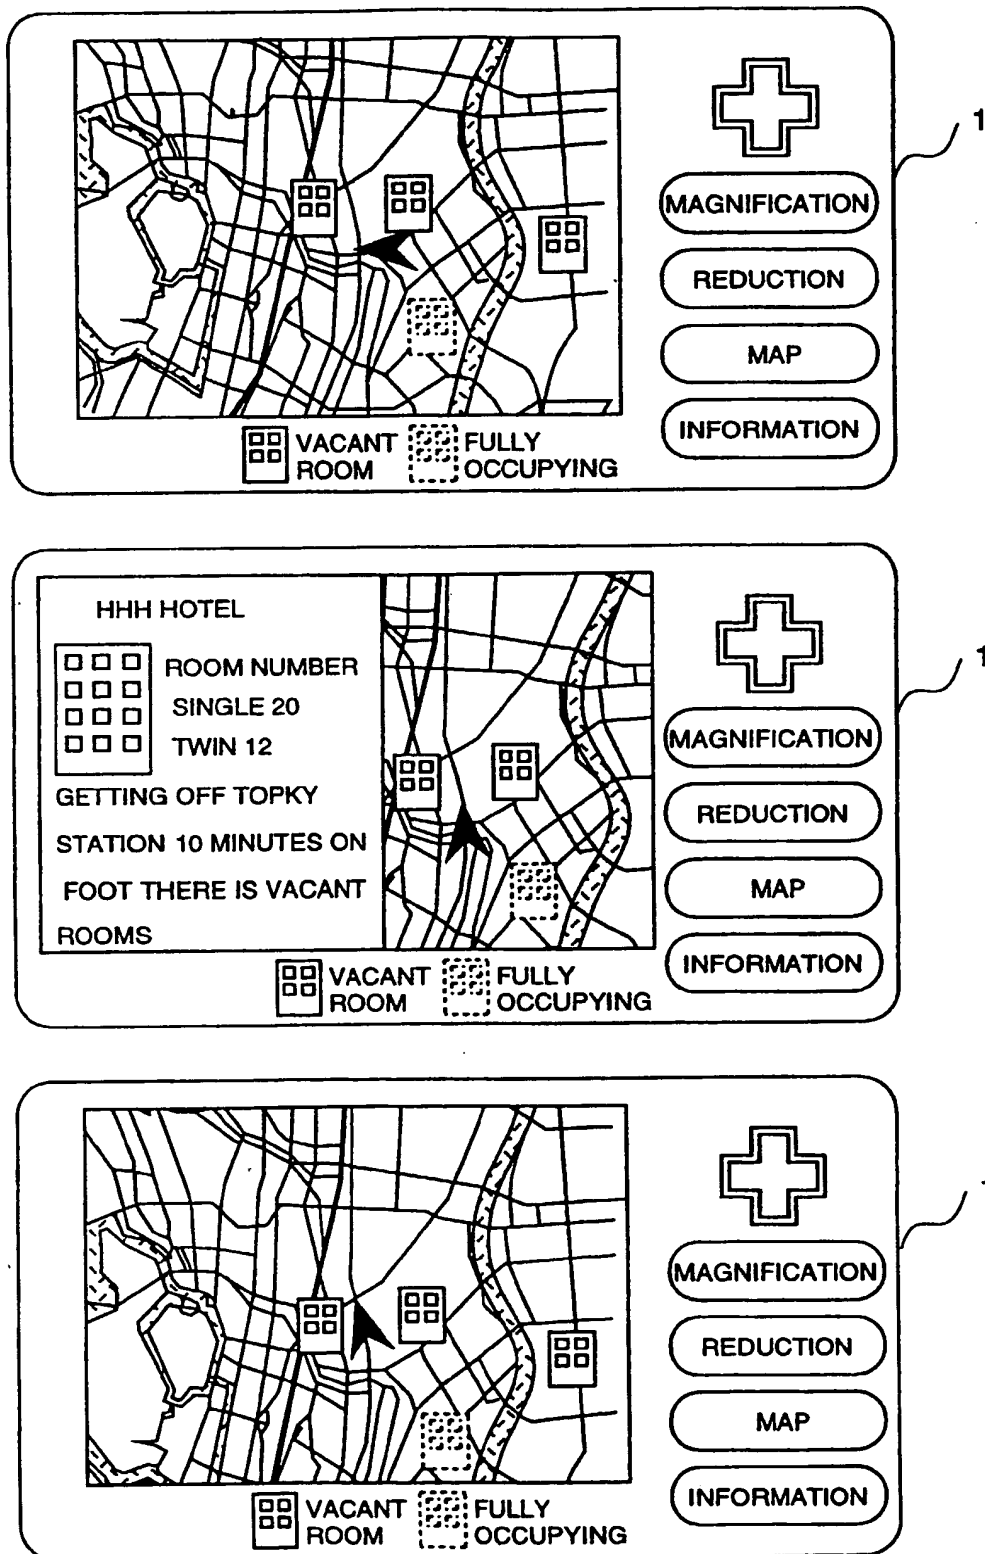 1
MAGNIFICATION
REDUCTION
MAP
INFORMATION
VACANT ROOM
FULLY OCCUPYING
HHH HOTEL
ROOM NUMBER
SINGLE 20
TWIN 12
GETTING OFF TOPKY
STATION 10 MINUTES ON
FOOT THERE IS VACANT
ROOMS
1
MAGNIFICATION
REDUCTION
MAP
INFORMATION
VACANT ROOM
FULLY OCCUPYING
MAGNIFICATION
REDUCTION
MAP
INFORMATION
VACANT ROOM
FULLY OCCUPYING